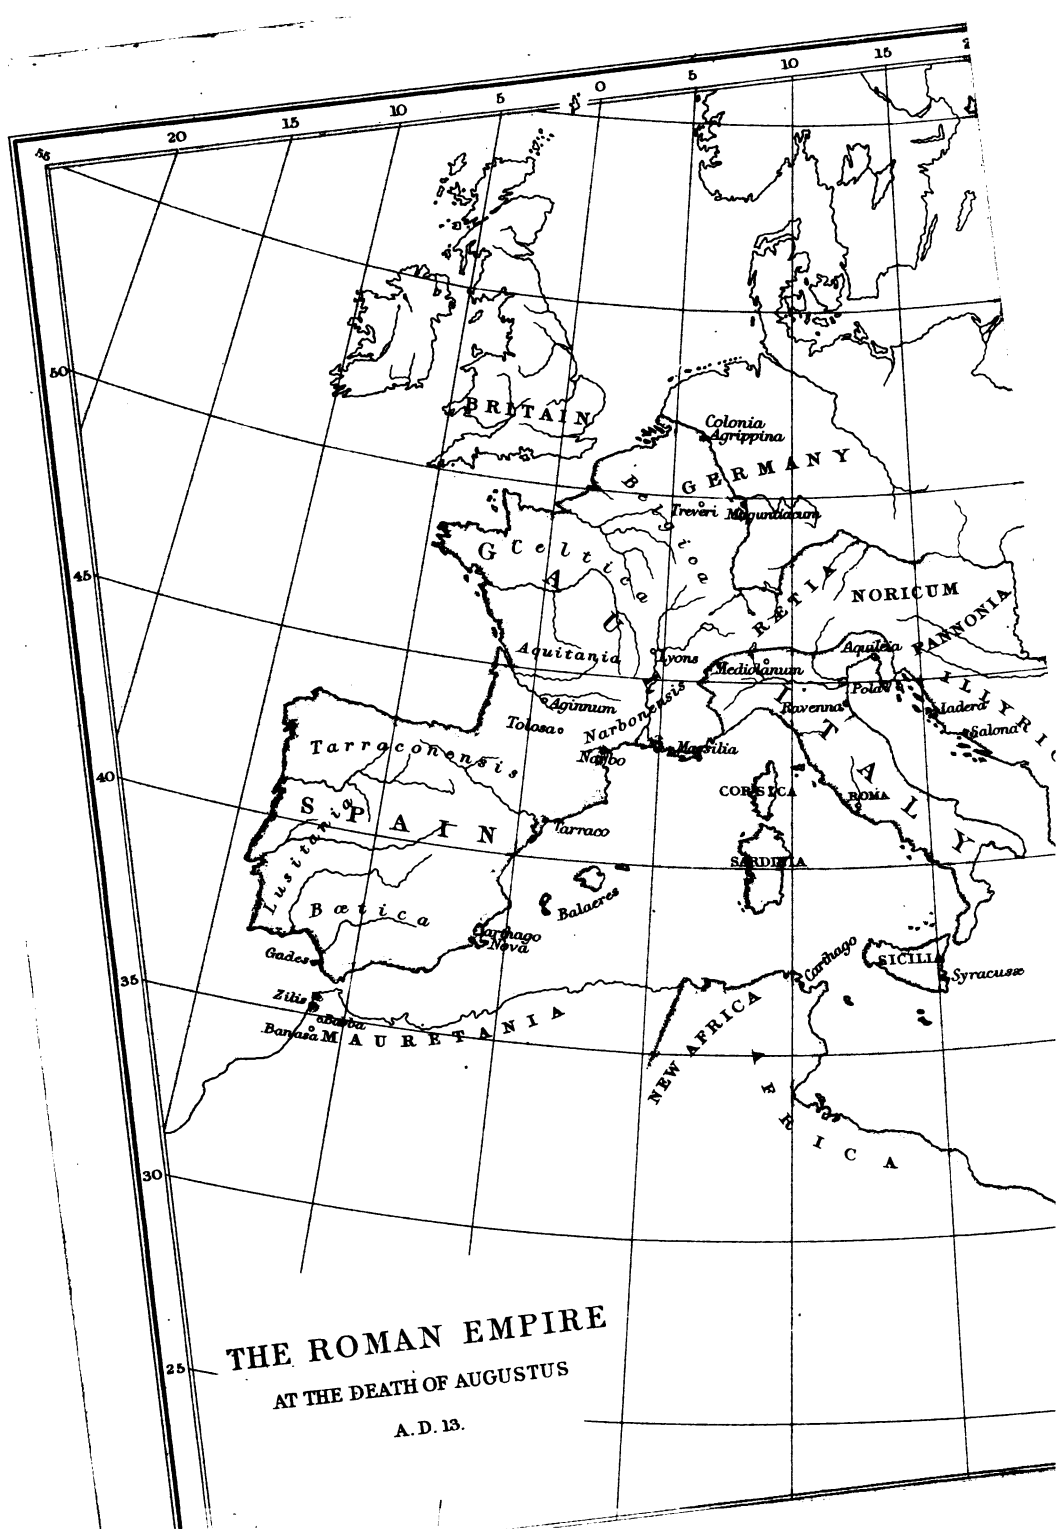 20 15 10 5 0 5 10 15
55
50
45
40
35
30
25
BRITAIN
Colonia
Agrippina
GERMANY
Belgica
Treveri
Moguntiacum
Celtica
GAUL
RÆTIA
NORICUM
PANNONIA
Aquitania
Lyons
Mediolanum
Aquileia
ILLYRIC
Aginnum
Tolosa
Narbonensis
Ravenna
Pola
Iadera
Salona
Narbo
Massilia
ITALY
Tarraconensis
CORSICA
ROMA
SPAIN
Lusitania
Tarraco
SARDINIA
Balaeres
Bætica
Carthago
Nova
Gades
Carthago
SICILIA
Syracusæ
Zilis
Babba
Banasa
MAURETANIA
NEW AFRICA
AFRICA
THE ROMAN EMPIRE
AT THE DEATH OF AUGUSTUS
A.D. 13.